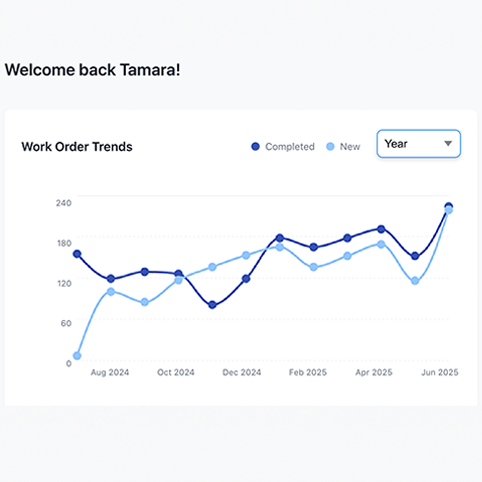 Welcome back Tamara!
Work Order Trends
Completed
New
Year
240
180
120
60
0
Aug 2024 Oct 2024 Dec 2024 Feb 2025 Apr 2025 Jun 2025